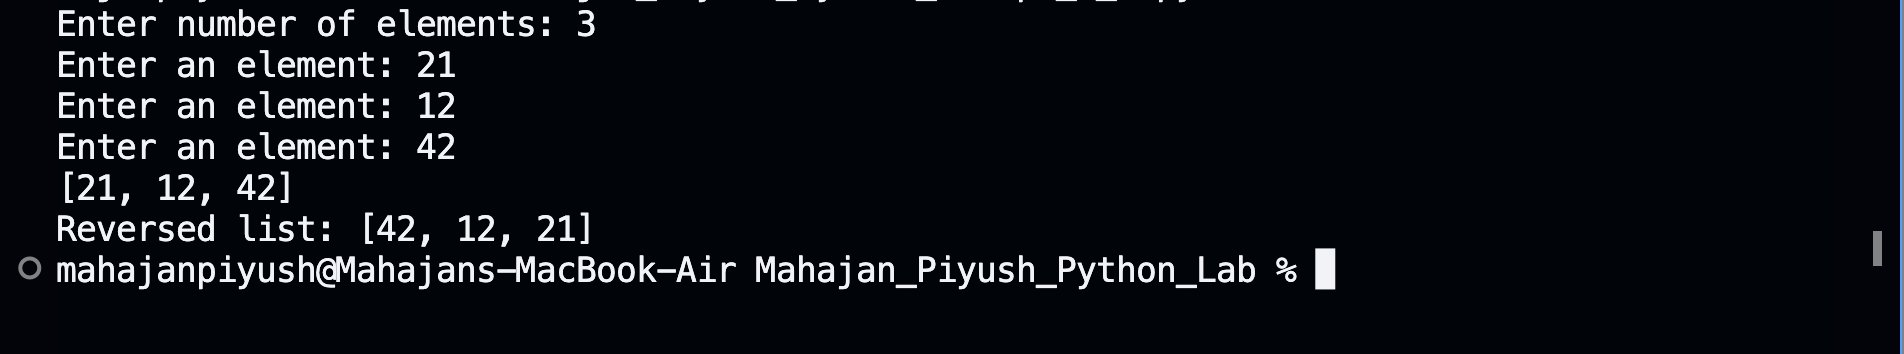 Enter number of elements: 3
Enter an element: 21
Enter an element: 12
Enter an element: 42
[21, 12, 42]
Reversed list: [42, 12, 21]
mahajanpiyush@Mahajans-MacBook-Air Mahajan_Piyush_Python_Lab %